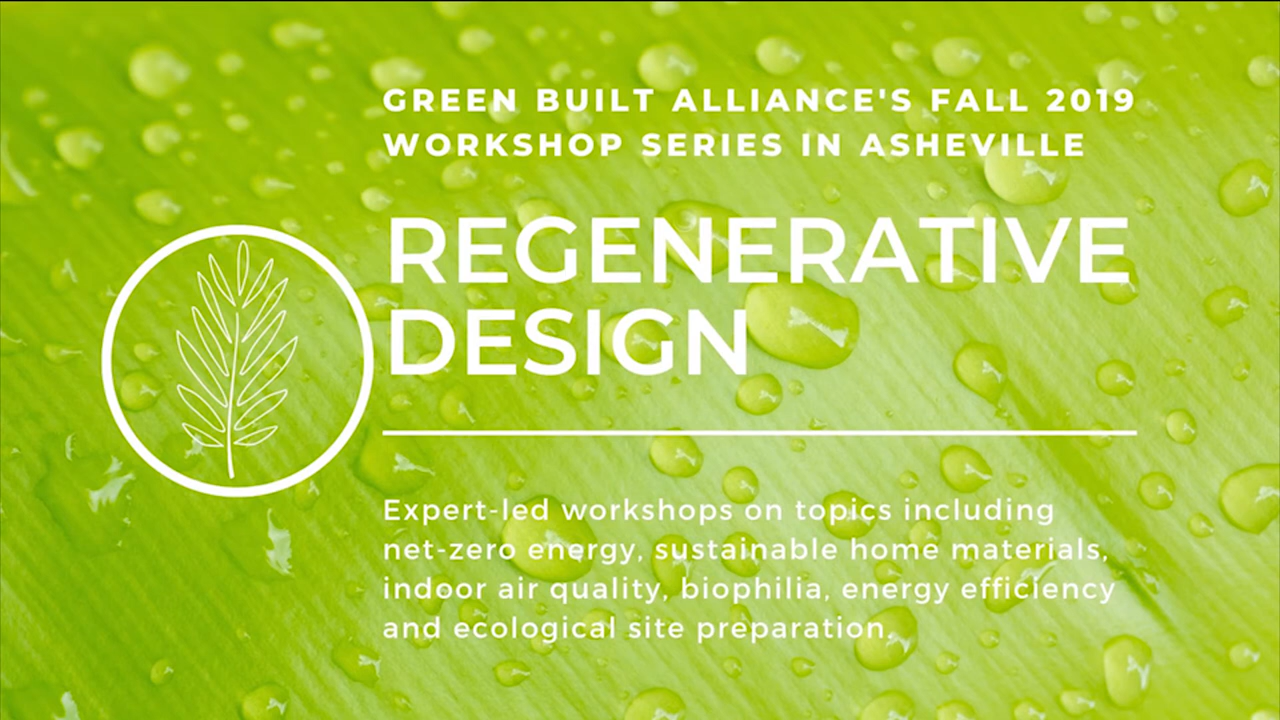 GREEN BUILT ALLIANCE'S FALL 2019
WORKSHOP SERIES IN ASHEVILLE
REGENERATIVE
DESIGN
Expert-led workshops on topics including
net-zero energy, sustainable home materials,
indoor air quality, biophilia, energy efficiency
and ecological site preparation.